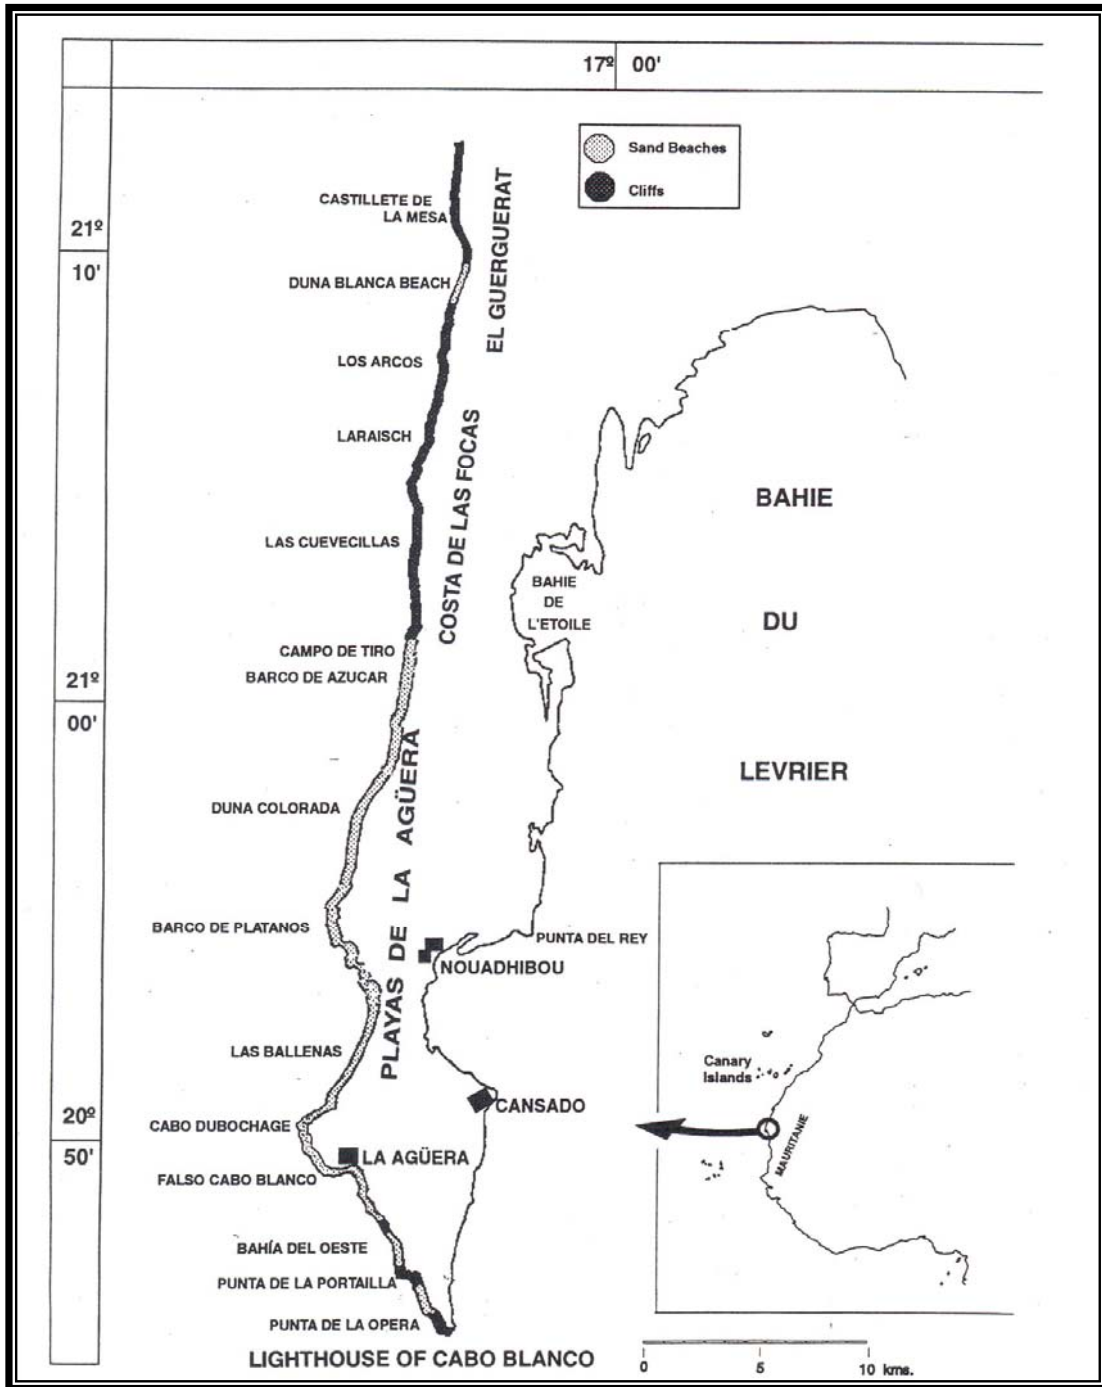 17º 00'
Sand Beaches
Cliffs
CASTILLETE DE
LA MESA
21º
10'
EL GUERGUERAT
DUNA BLANCA BEACH
LOS ARCOS
LARAISCH
COSTA DE LAS FOCAS
BAHIE
LAS CUEVECILLAS
BAHIE
DE
L'ETOILE
DU
CAMPO DE TIRO
BARCO DE AZUCAR
21º
00'
LEVRIER
PLAYAS DE LA AGÜERA
DUNA COLORADA
BARCO DE PLATANOS
PUNTA DEL REY
NOUADHIBOU
LAS BALLENAS
Canary
Islands
CANSADO
20º
50'
CABO DUBOCHAGE
MAURITANIE
LA AGÜERA
FALSO CABO BLANCO
BAHÍA DEL OESTE
PUNTA DE LA PORTAILLA
PUNTA DE LA OPERA
LIGHTHOUSE OF CABO BLANCO
0 5 10 kms.